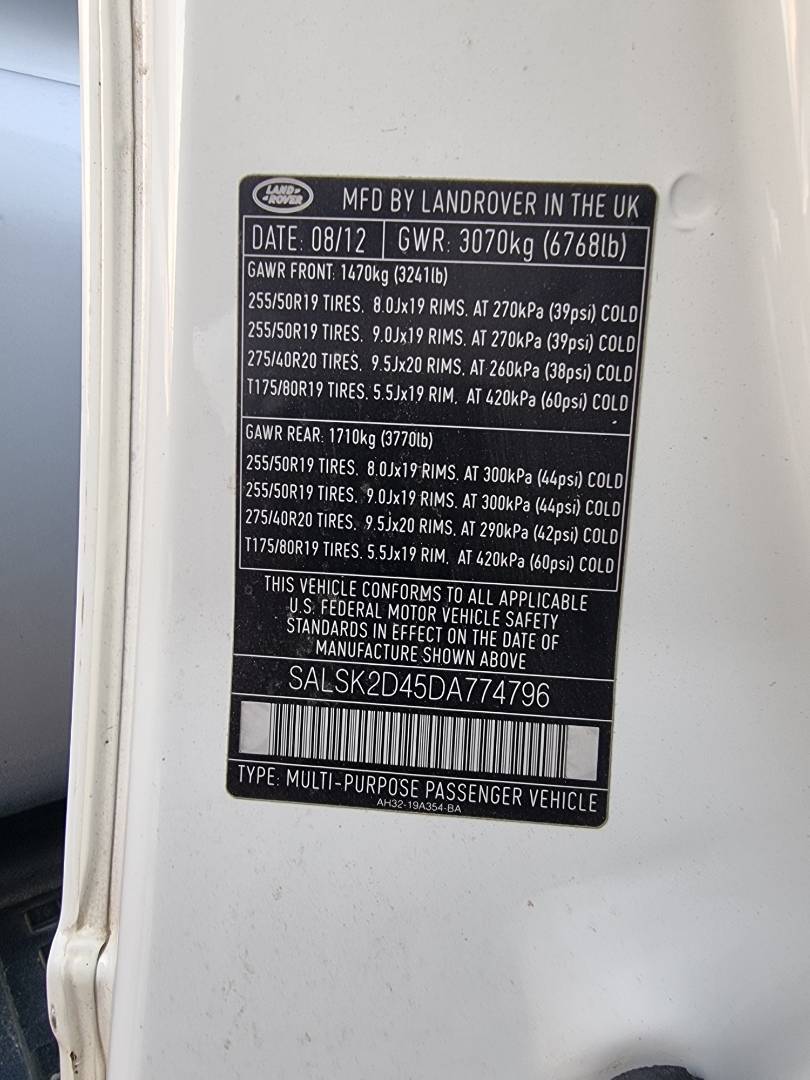 LAND-
-ROVER
MFD BY LANDROVER IN THE UK
DATE: 08/12 GWR: 3070kg (6768lb)
GAWR FRONT: 1470kg (3241lb)
255/50R19 TIRES. 8.0Jx19 RIMS. AT 270kPa (39psi) COLD
255/50R19 TIRES. 9.0Jx19 RIMS. AT 270kPa (39psi) COLD
275/40R20 TIRES. 9.5Jx20 RIMS. AT 260kPa (38psi) COLD
T175/80R19 TIRES. 5.5Jx19 RIM. AT 420kPa (60psi) COLD
GAWR REAR: 1710kg (3770lb)
255/50R19 TIRES. 8.0Jx19 RIMS. AT 300kPa (44psi) COLD
255/50R19 TIRES. 9.0Jx19 RIMS. AT 300kPa (44psi) COLD
275/40R20 TIRES. 9.5Jx20 RIMS. AT 290kPa (42psi) COLD
T175/80R19 TIRES. 5.5Jx19 RIM. AT 420kPa (60psi) COLD
THIS VEHICLE CONFORMS TO ALL APPLICABLE
U.S. FEDERAL MOTOR VEHICLE SAFETY
STANDARDS IN EFFECT ON THE DATE OF
MANUFACTURE SHOWN ABOVE
SALSK2D45DA774796
TYPE: MULTI-PURPOSE PASSENGER VEHICLE
AH32-19A354-BA